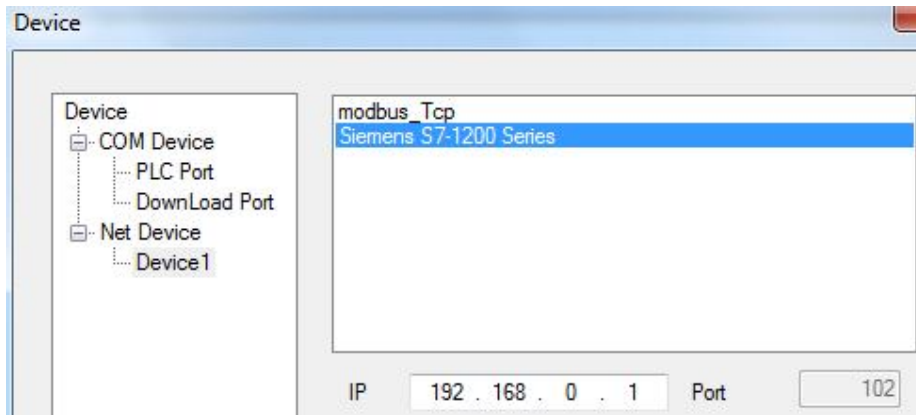 Device
Device
COM Device
PLC Port
DownLoad Port
Net Device
Device1
modbus_Tcp
Siemens S7-1200 Series
IP 192 . 168 . 0 . 1 Port 102